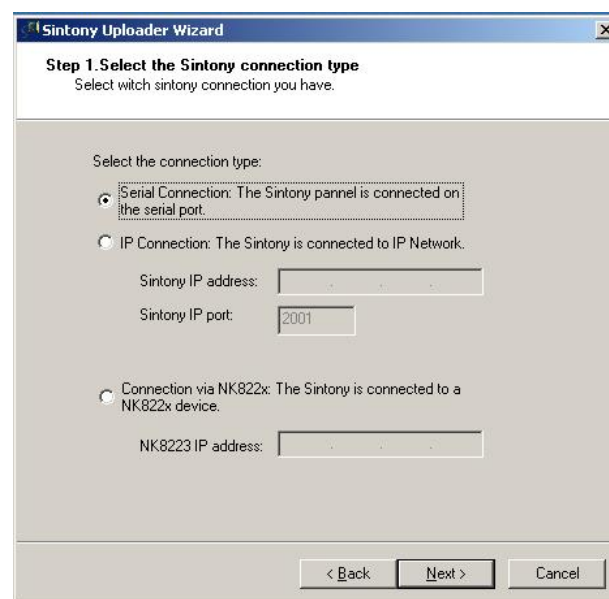 Sintony Uploader Wizard
Step 1.Select the Sintony connection type
Select witch sintony connection you have.
Select the connection type:
Serial Connection: The Sintony pannel is connected on
the serial port.
IP Connection: The Sintony is connected to IP Network.
Sintony IP address:
Sintony IP port:
2001
Connection via NK822x: The Sintony is connected to a
NK822x device.
NK8223 IP address:
< Back
Next >
Cancel